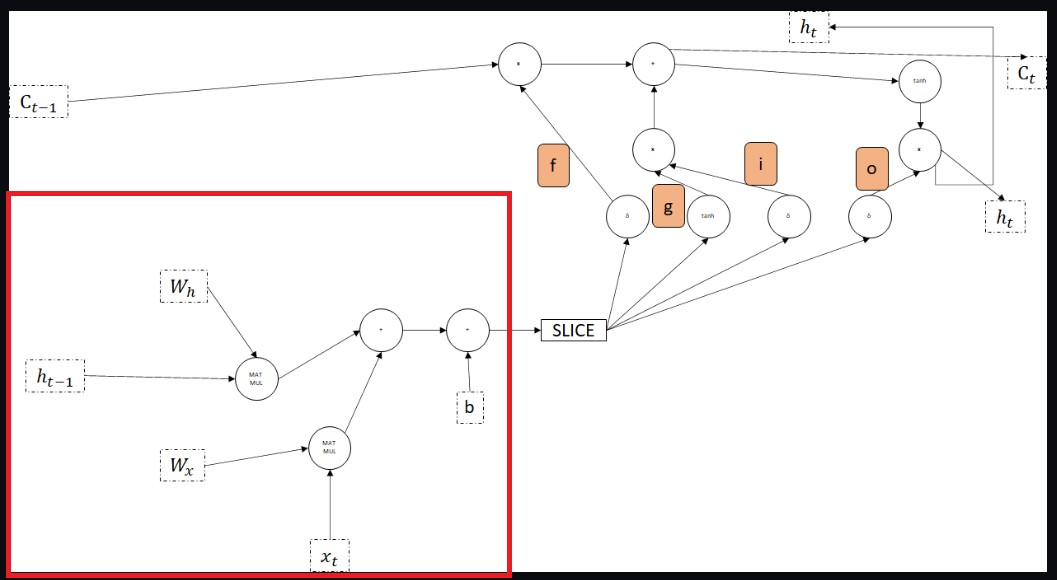 h_t
C_t
C_{t−1}
x
+
tanh
x
x
f
i
o
g
δ
tanh
δ
δ
h_t
W_h
+
+
SLICE
h_{t−1}
MAT
MUL
b
W_x
MAT
MUL
x_t